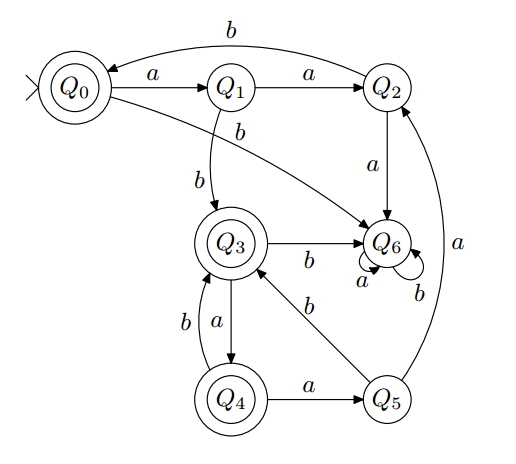 b
Q₀ a Q₁ a Q₂
b
a
b
Q₃ b Q₆ a
a b
b
b a
Q₄ a Q₅